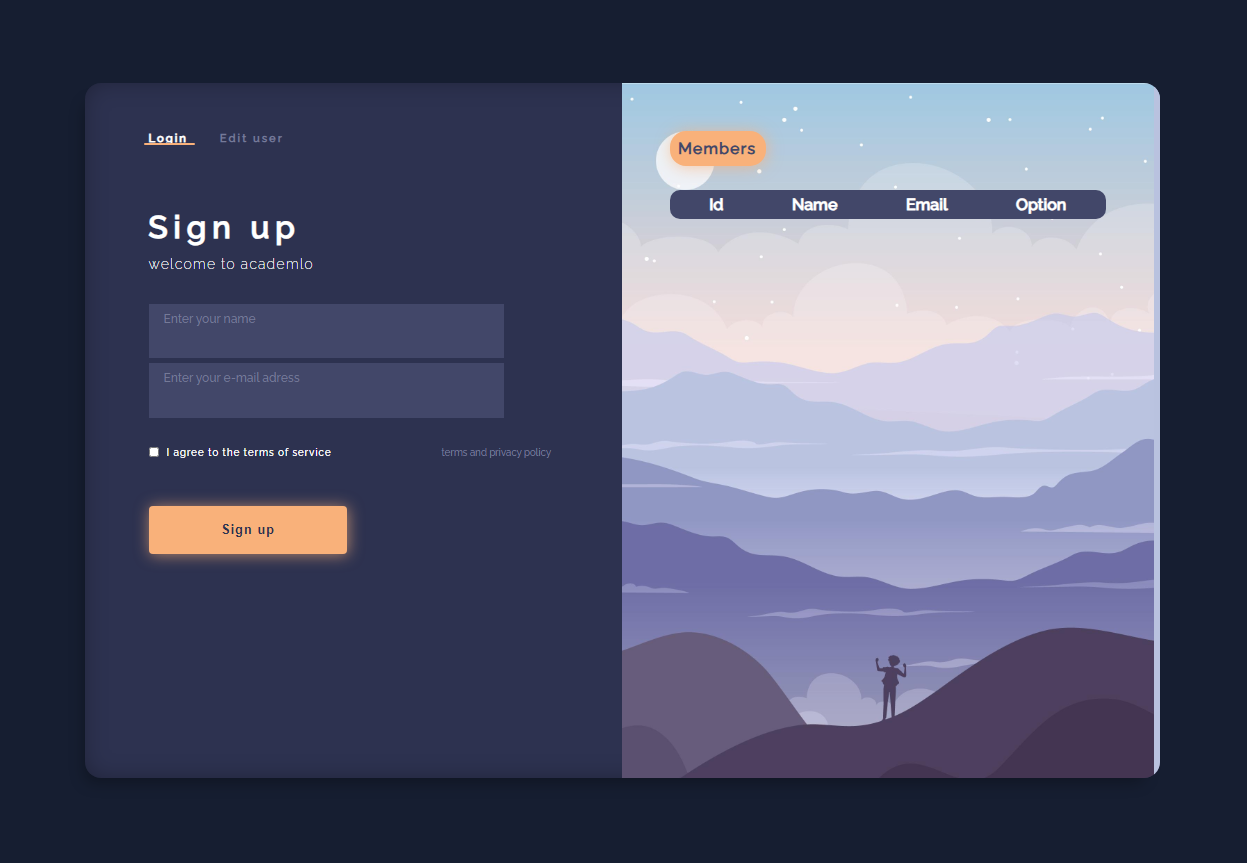 Login Edit user
Sign up
welcome to academlo
Enter your name
Enter your e-mail adress
I agree to the terms of service terms and privacy policy
Sign up
Members
Id Name Email Option